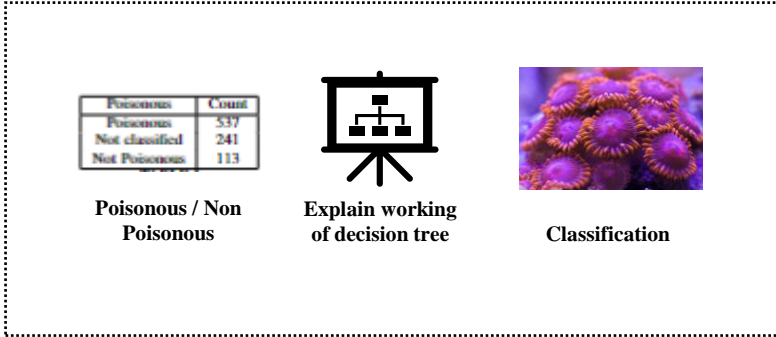 Poisonous Count
Poisonous 537
Not classified 241
Not Poisonous 113
Poisonous / Non
Poisonous
Explain working
of decision tree
Classification